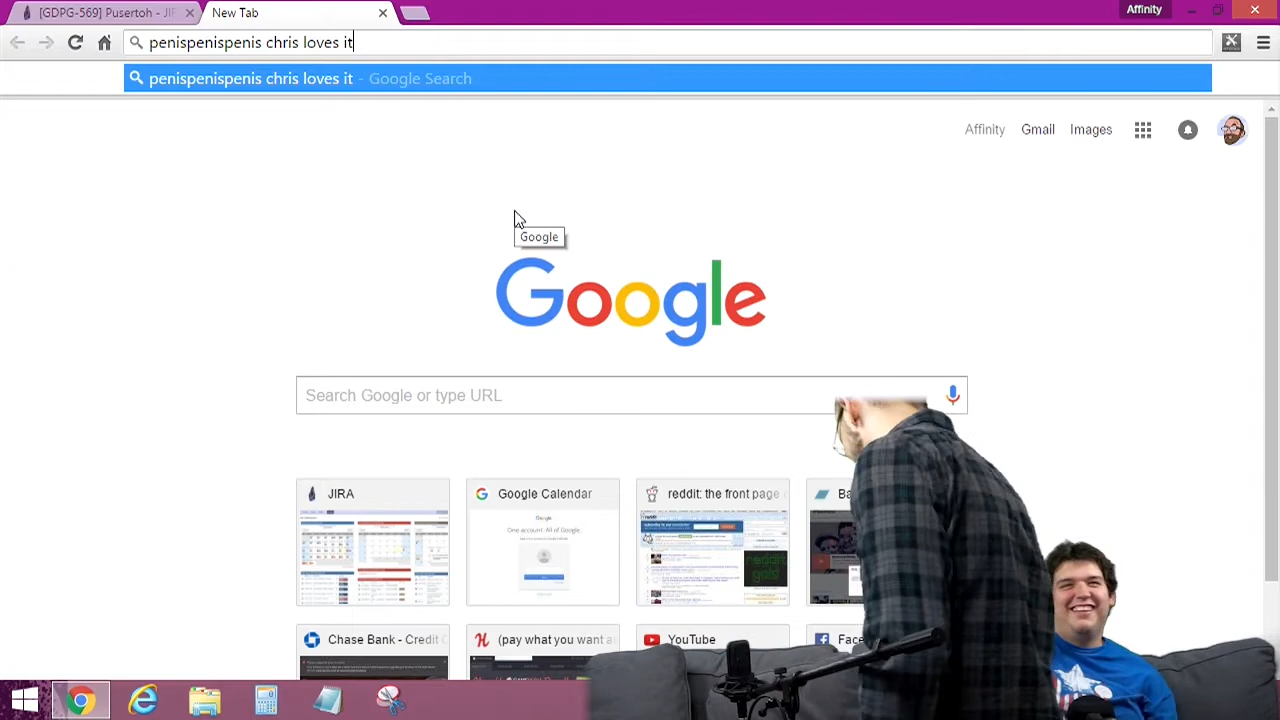 [GDPG-569] Pusertoh - JIF
New Tab
Affinity
penispenispenis chris loves it
penispenispenis chris loves it - Google Search
Affinity
Gmail
Images
Google
Google
Search Google or type URL
JIRA
Google Calendar
reddit: the front page
Ba
Chase Bank - Credit C
(pay what you want a
YouTube
Face